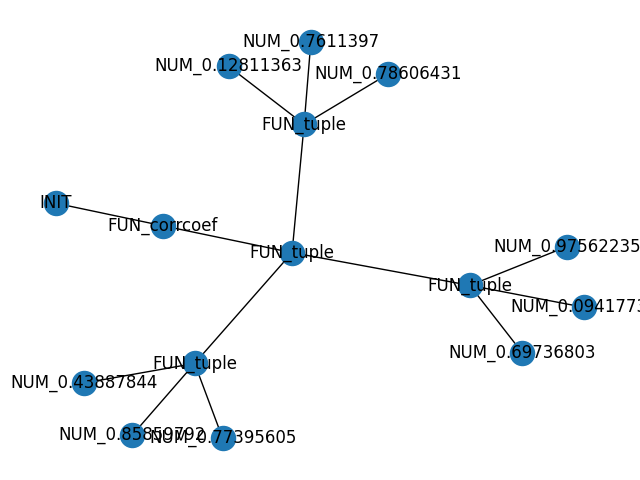 NUM_0.7611397
NUM_0.12811363
NUM_0.78606431
FUN_tuple
INIT
FUN_corrcoef
FUN_tuple
NUM_0.97562235
FUN_tuple
NUM_0.0941773
NUM_0.69736803
FUN_tuple
NUM_0.43887844
NUM_0.85859792
NUM_0.77395605